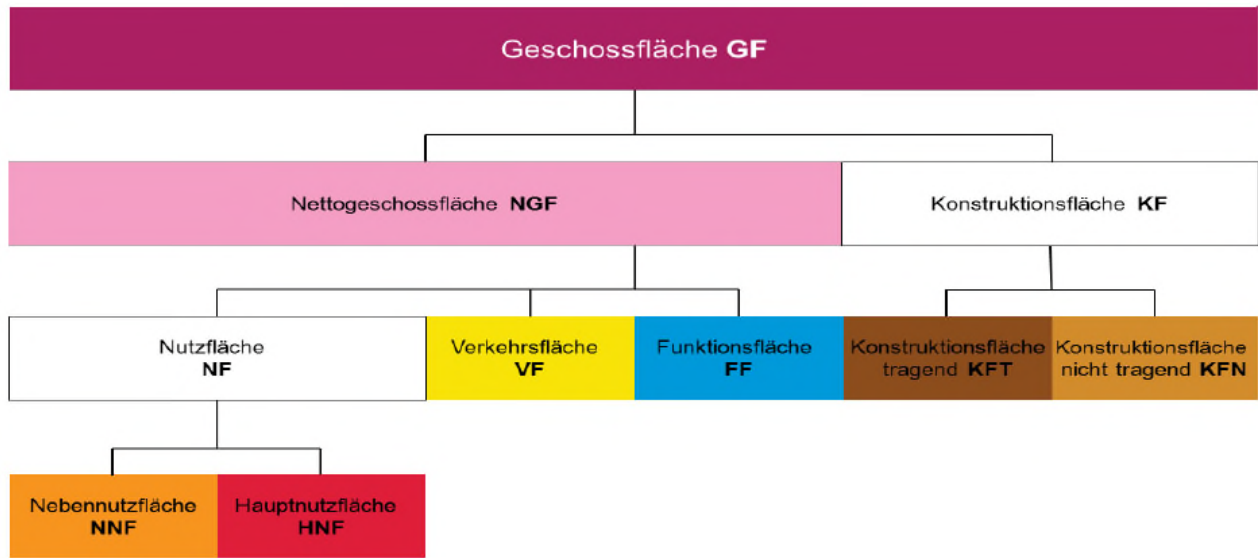 Geschossfläche GF
Nettogeschossfläche NGF
Konstruktionsfläche KF
Nutzfläche
NF
Verkehrsfläche
VF
Funktionsfläche
FF
Konstruktionsfläche
tragend KFT
Konstruktionsfläche
nicht tragend KFN
Nebennutzfläche
NNF
Hauptnutzfläche
HNF